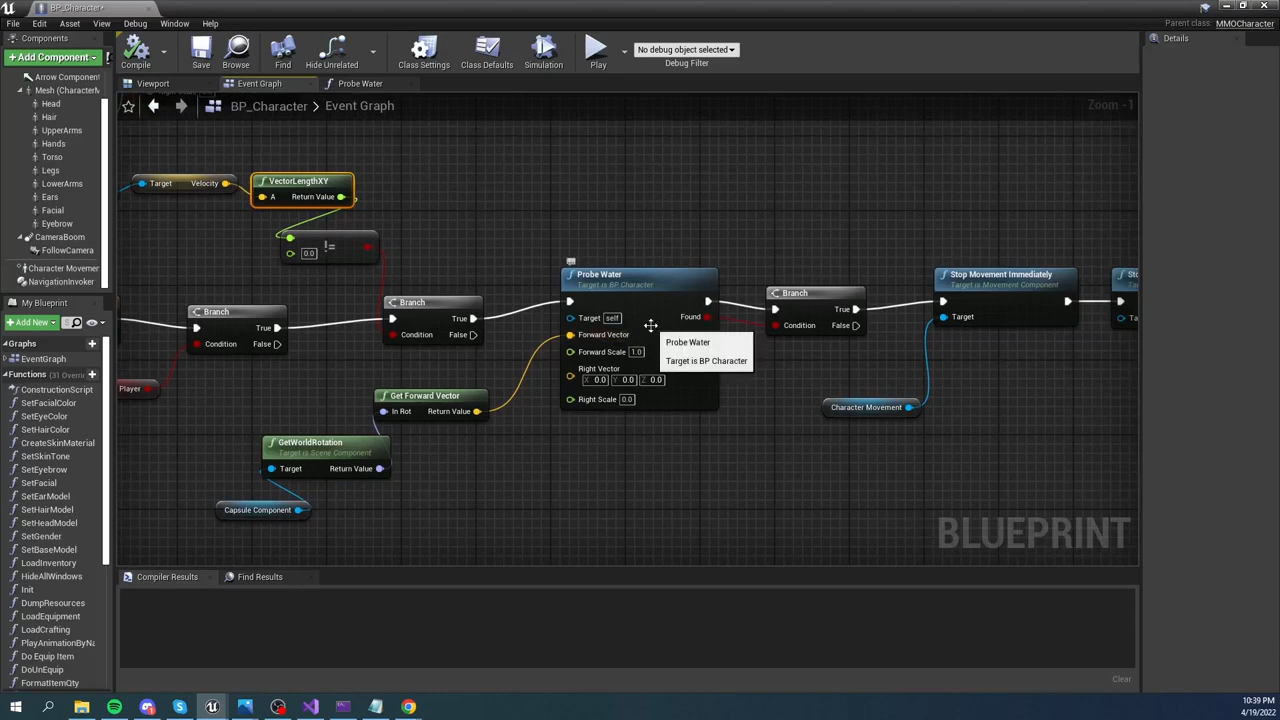 BP_Character*
File Edit Asset View Debug Window Help
Parent class: MMOCharacter
Components
Details
Add Component
Compile Save Browse Hide Unrelated Class Settings Class Defaults Simulation Play
No debug object selected
Debug Filter
Viewport Event Graph Probe Water
BP_Character > Event Graph
Zoom -1
Arrow Component
Mesh (CharacterM
Head
Hair
UpperArms
Hands
Torso
Legs
LowerArms
Ears
Facial
Eyebrow
CameraBoom
FollowCamera
Character Movemer
NavigationInvoker
My Blueprint
Add New
Graphs
EventGraph
Functions (31 Overrid
ConstructionScript
SetFacialColor
SetEyeColor
SetHairColor
CreateSkinMaterial
SetSkinTone
SetEyebrow
SetFacial
SetEarModel
SetHairModel
SetHeadModel
SetGender
SetBaseModel
LoadInventory
HideAllWindows
Init
DumpResources
LoadEquipment
LoadCrafting
PlayAnimationByNa
Do Equip Item
DoUnEquip
FormatItemQty
Target Velocity
VectorLengthXY
A Return Value
0.0 !=
Branch
True
Condition False
Player
Branch
True
Condition False
Get Forward Vector
In Rot Return Value
GetWorldRotation
Target is Scene Component
Target Return Value
Capsule Component
Probe Water
Target is BP Character
Target self Found
Forward Vector
Forward Scale 1.0
Right Vector
X 0.0 Y 0.0 Z 0.0
Right Scale 0.0
Probe Water
Target is BP Character
Branch
True
Condition False
Character Movement
Stop Movement Immediately
Target is Movement Component
Target
BLUEPRINT
Compiler Results Find Results
Clear
10:39 PM
4/19/2022